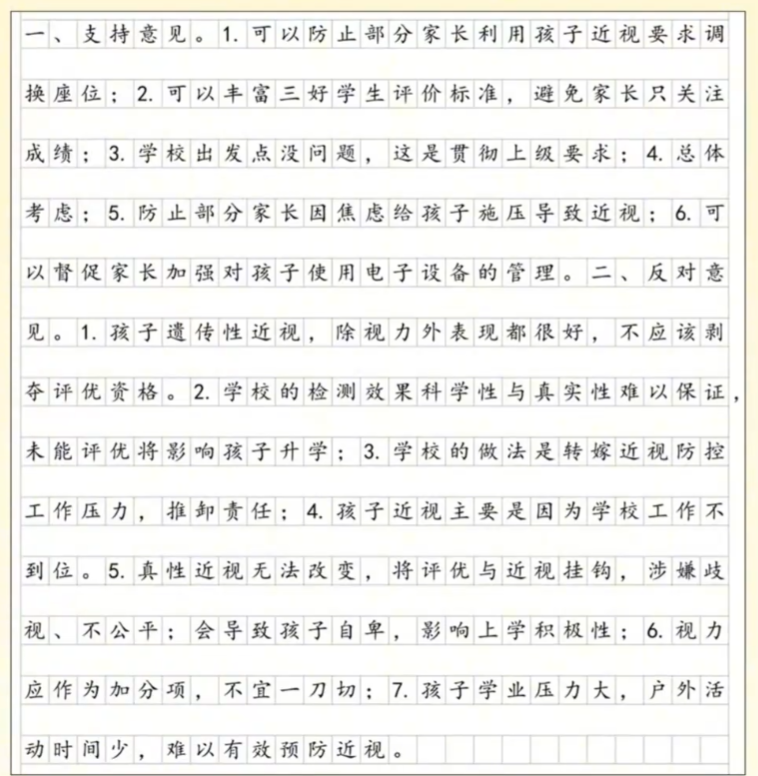 一、支持意见。1.可以防止部分家长利用孩子近视要求调
换座位；2.可以丰富三好学生评价标准，避免家长只关注
成绩；3.学校出发点没问题，这是贯彻上级要求；4.总体
考虑；5.防止部分家长因焦虑给孩子施压导致近视；6.可
以督促家长加强对孩子使用电子设备的管理。二、反对意
见。1.孩子遗传性近视，除视力外表现都很好，不应该剥
夺评优资格。2.学校的检测效果科学性与真实性难以保证，
未能评优将影响孩子升学；3.学校的做法是转嫁近视防控
工作压力，推卸责任；4.孩子近视主要是因为学校工作不
到位。5.真性近视无法改变，将评优与近视挂钩，涉嫌歧
视、不公平；会导致孩子自卑，影响上学积极性；6.视力
应作为加分项，不宜一刀切；7.孩子学业压力大，户外活
动时间少，难以有效预防近视。